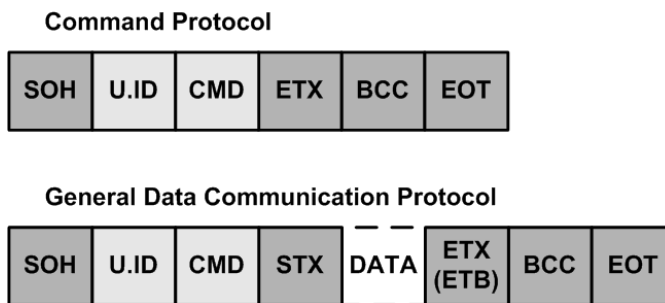 Command Protocol
SOH U.ID CMD ETX BCC EOT
General Data Communication Protocol
SOH U.ID CMD STX DATA ETX (ETB) BCC EOT